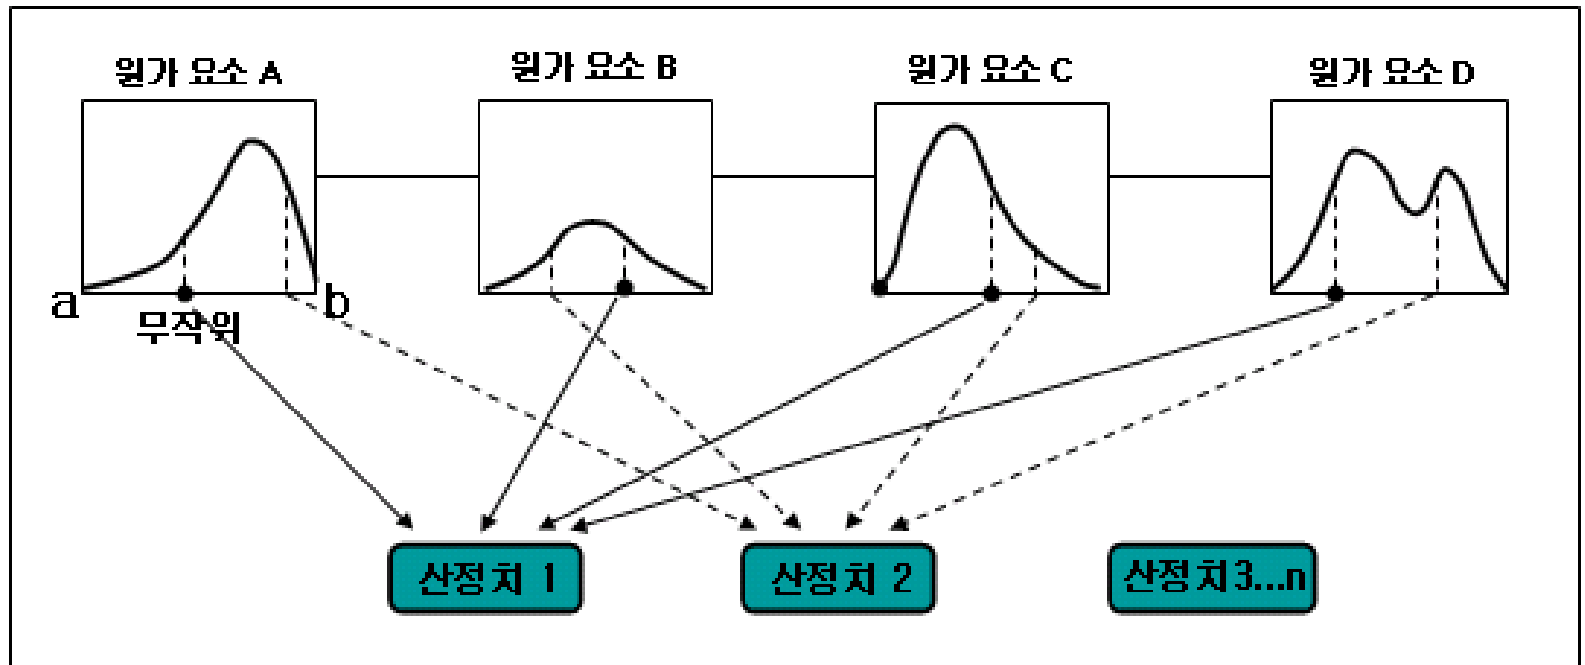 원가 요소 A
원가 요소 B
원가 요소 C
원가 요소 D
a
b
무작위
산정치 1
산정치 2
산정치3...n